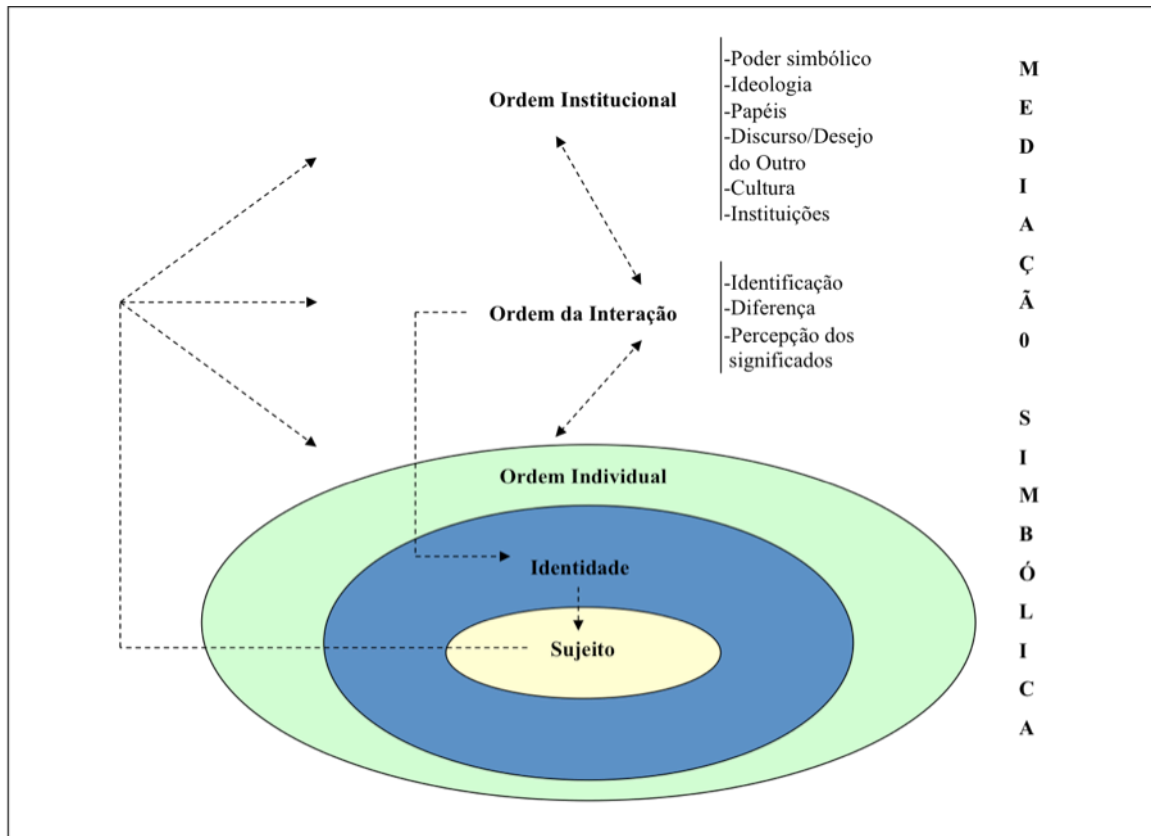 Ordem Institucional
-Poder simbólico
-Ideologia
-Papéis
-Discurso/Desejo
do Outro
-Cultura
-Instituições
Ordem da Interação
-Identificação
-Diferença
-Percepção dos
significados
Ordem Individual
Identidade
Sujeito
M
E
D
I
A
Ç
Ã
0
S
I
M
B
Ó
L
I
C
A